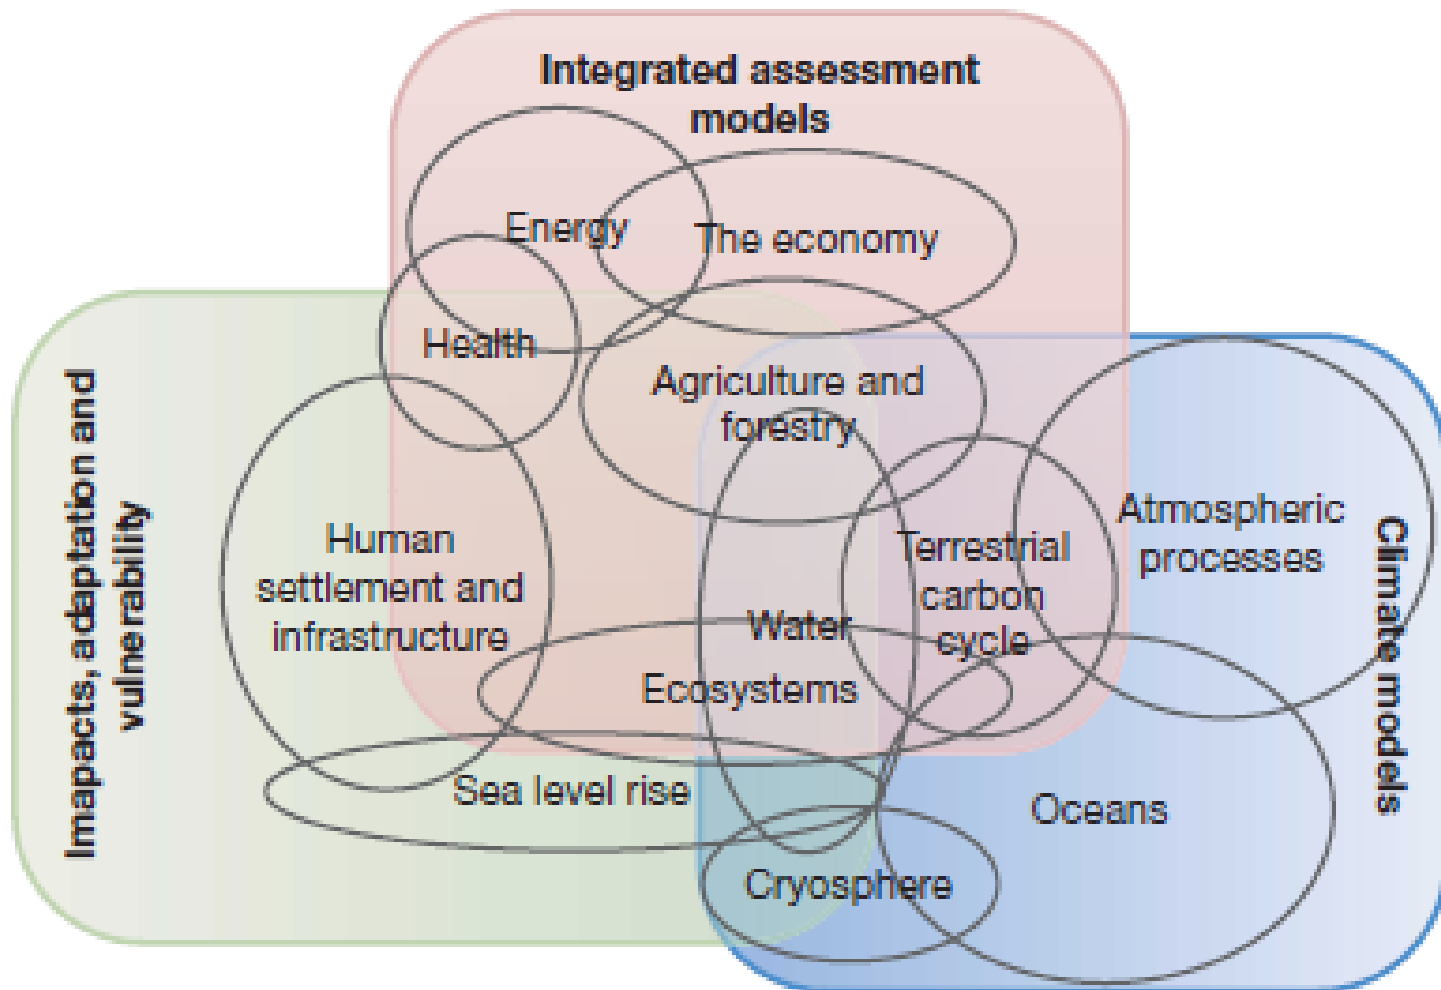 Integrated assessment
models
Energy
The economy
Health
Agriculture and
forestry
Imapacts, adaptation and
vulnerability
Human
settlement and
infrastructure
Terrestrial
carbon
cycle
Atmospheric
processes
Climate models
Water
Ecosystems
Sea level rise
Oceans
Cryosphere